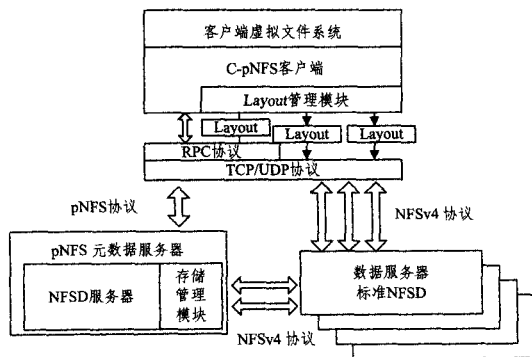 客户端虚拟文件系统
C-pNFS客户端
Layout管理模块
Layout
Layout
Layout
RPC协议
TCP/UDP协议
pNFS协议
NFSv4 协议
pNFS 元数据服务器
NFSD服务器
存储
管理
模块
数据服务器
标准NFSD
NFSv4 协议